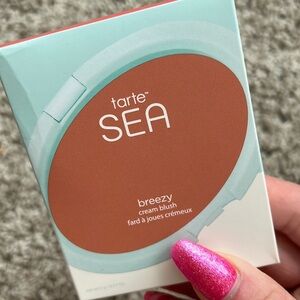 tarte™
SEA
breezy
cream blush
fard à joues crémeux